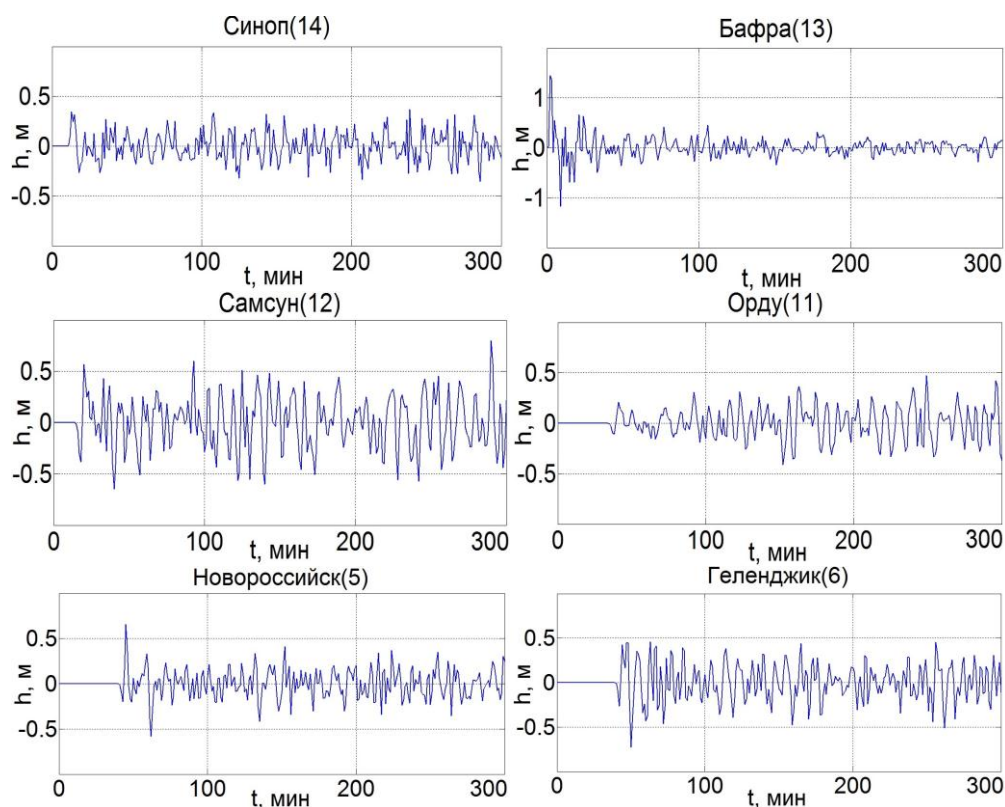 Синоп(14)
h, м
0.5
0
-0.5
0 100 200 300
t, мин
Бафра(13)
h, м
1
0
-1
0 100 200 300
t, мин
Самсун(12)
h, м
0.5
0
-0.5
0 100 200 300
t, мин
Орду(11)
h, м
0.5
0
-0.5
0 100 200 300
t, мин
Новороссийск(5)
h, м
0.5
0
-0.5
0 100 200 300
t, мин
Геленджик(6)
h, м
0.5
0
-0.5
0 100 200 300
t, мин